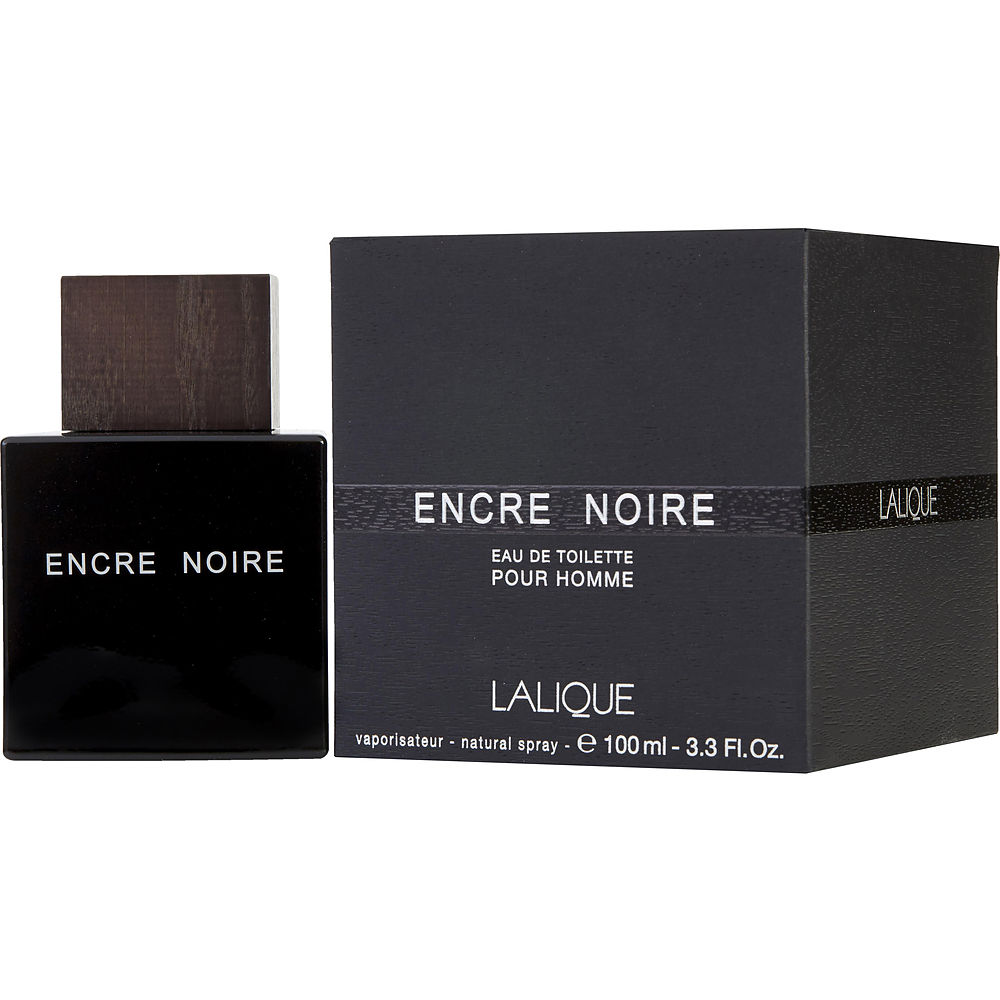 ENCRE NOIRE
ENCRE NOIRE
EAU DE TOILETTE
POUR HOMME
LALIQUE
vaporisateur - natural spray - ℮ 100 ml - 3.3 Fl.Oz.
LALIQUE